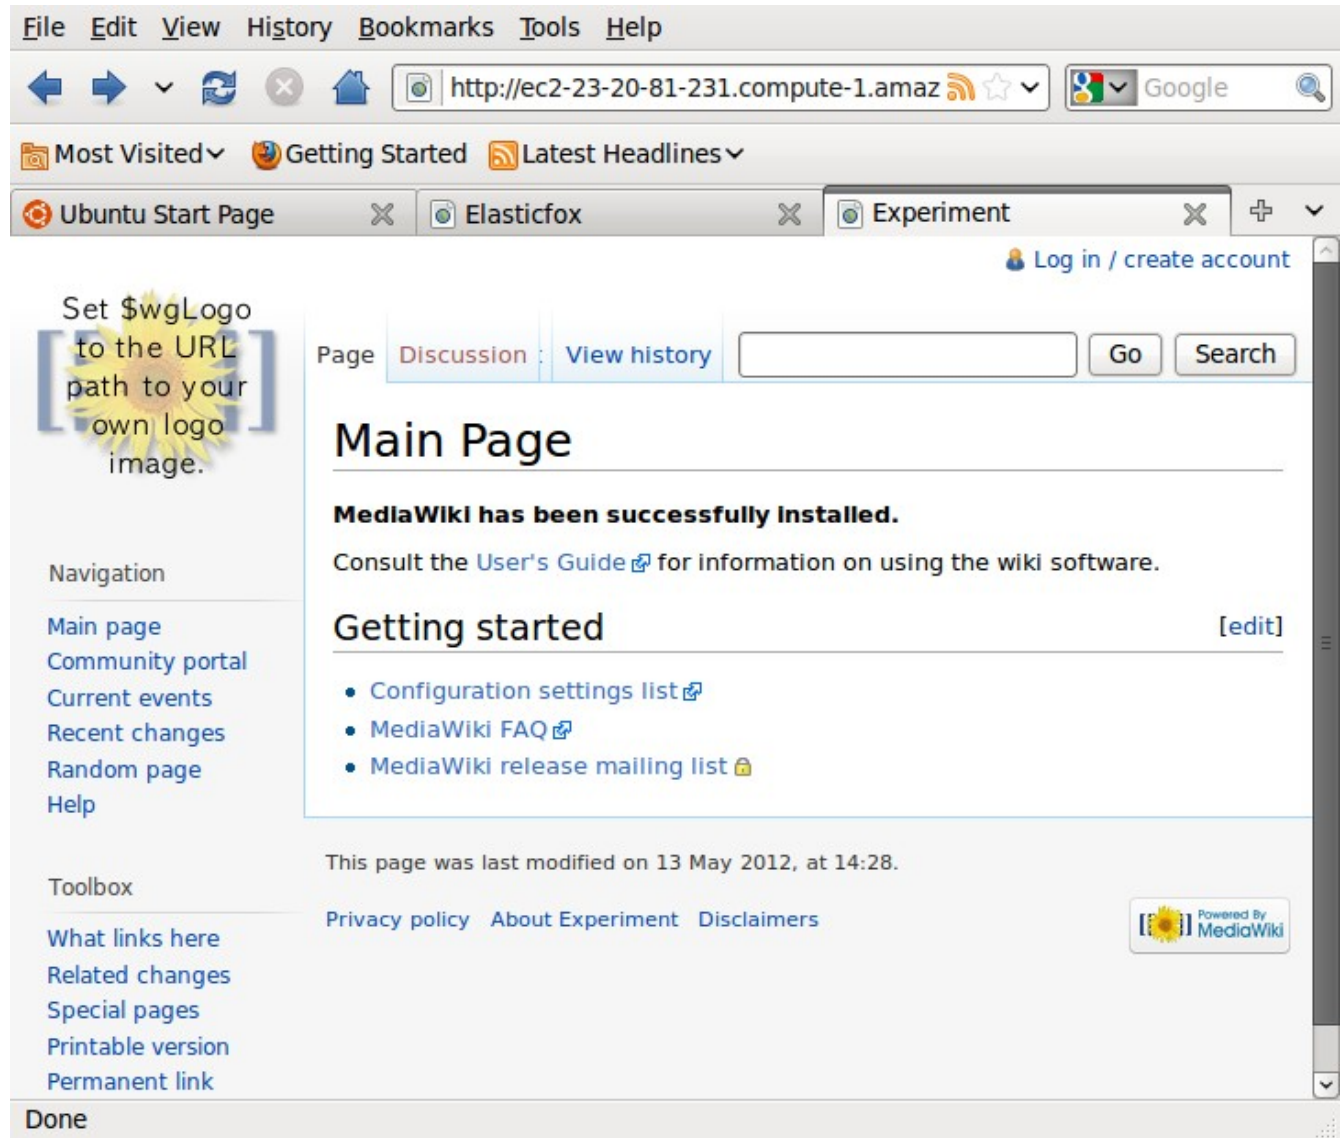 File Edit View History Bookmarks Tools Help
http://ec2-23-20-81-231.compute-1.amaz Google
Most Visited Getting Started Latest Headlines
Ubuntu Start Page Elasticfox Experiment
Log in / create account
Set $wgLogo
to the URL
path to your
own logo
image.
Page Discussion View history Go Search
Main Page
MediaWiki has been successfully installed.
Consult the User's Guide for information on using the wiki software.
Getting started [edit]
Configuration settings list
MediaWiki FAQ
MediaWiki release mailing list
This page was last modified on 13 May 2012, at 14:28.
Privacy policy About Experiment Disclaimers
Powered By
MediaWiki
Navigation
Main page
Community portal
Current events
Recent changes
Random page
Help
Toolbox
What links here
Related changes
Special pages
Printable version
Permanent link
Done